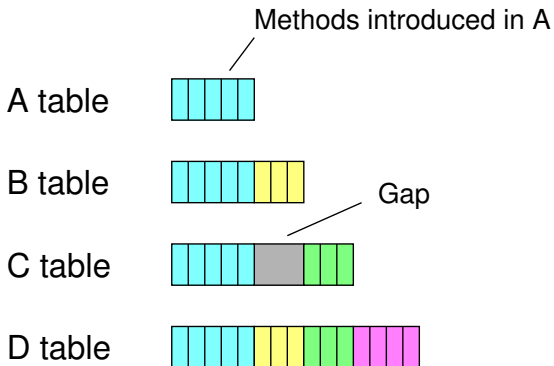 Methods introduced in A
A table
B table
Gap
C table
D table